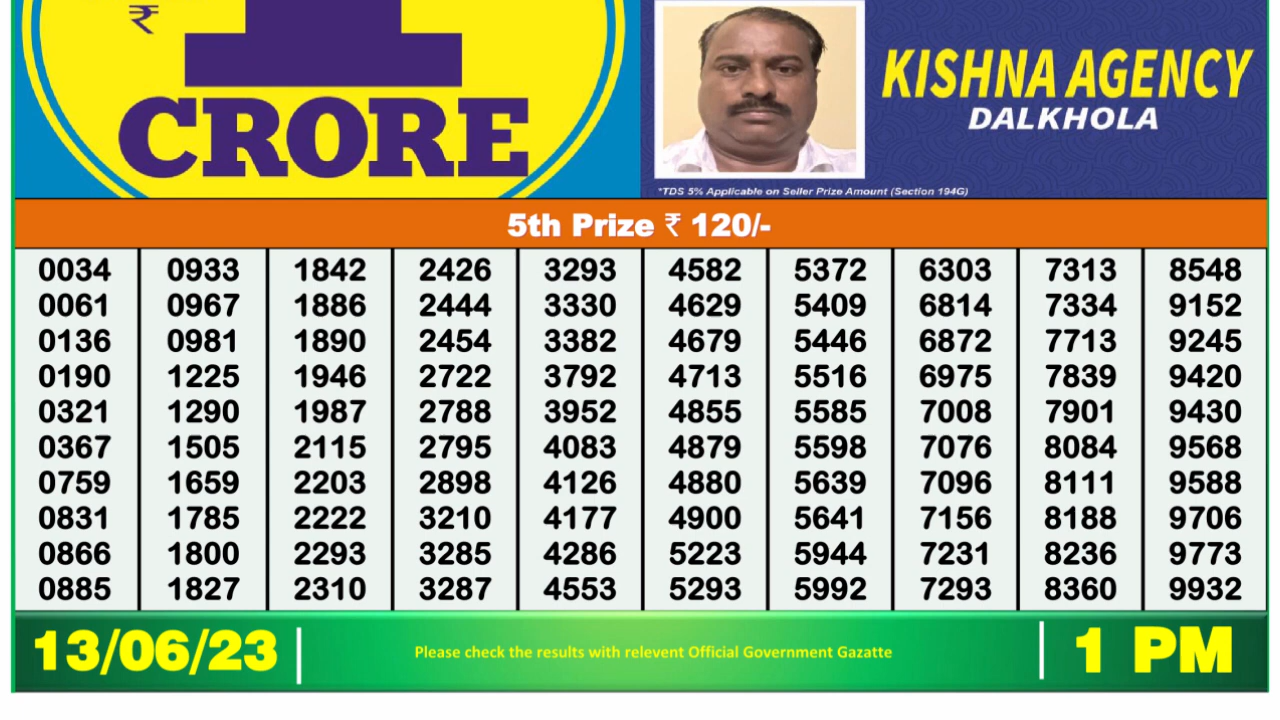 ₹
1
CRORE
KISHNA AGENCY
DALKHOLA
*TDS 5% Applicable on Seller Prize Amount (Section 194G)
5th Prize ₹ 120/-
0034 0933 1842 2426 3293 4582 5372 6303 7313 8548
0061 0967 1886 2444 3330 4629 5409 6814 7334 9152
0136 0981 1890 2454 3382 4679 5446 6872 7713 9245
0190 1225 1946 2722 3792 4713 5516 6975 7839 9420
0321 1290 1987 2788 3952 4855 5585 7008 7901 9430
0367 1505 2115 2795 4083 4879 5598 7076 8084 9568
0759 1659 2203 2898 4126 4880 5639 7096 8111 9588
0831 1785 2222 3210 4177 4900 5641 7156 8188 9706
0866 1800 2293 3285 4286 5223 5944 7231 8236 9773
0885 1827 2310 3287 4553 5293 5992 7293 8360 9932
13/06/23
Please check the results with relevent Official Government Gazatte
1 PM